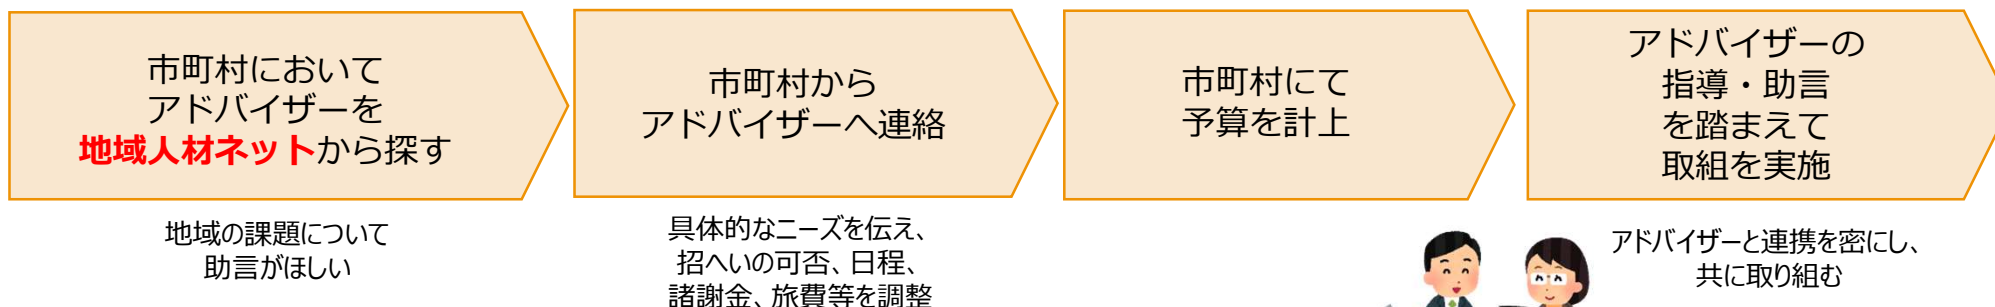 市町村において
アドバイザーを
地域人材ネットから探す
地域の課題について
助言がほしい
市町村から
アドバイザーへ連絡
具体的なニーズを伝え、
招へいの可否、日程、
諸謝金、旅費等を調整
市町村にて
予算を計上
アドバイザーの
指導・助言
を踏まえて
取組を実施
アドバイザーと連携を密にし、
共に取り組む